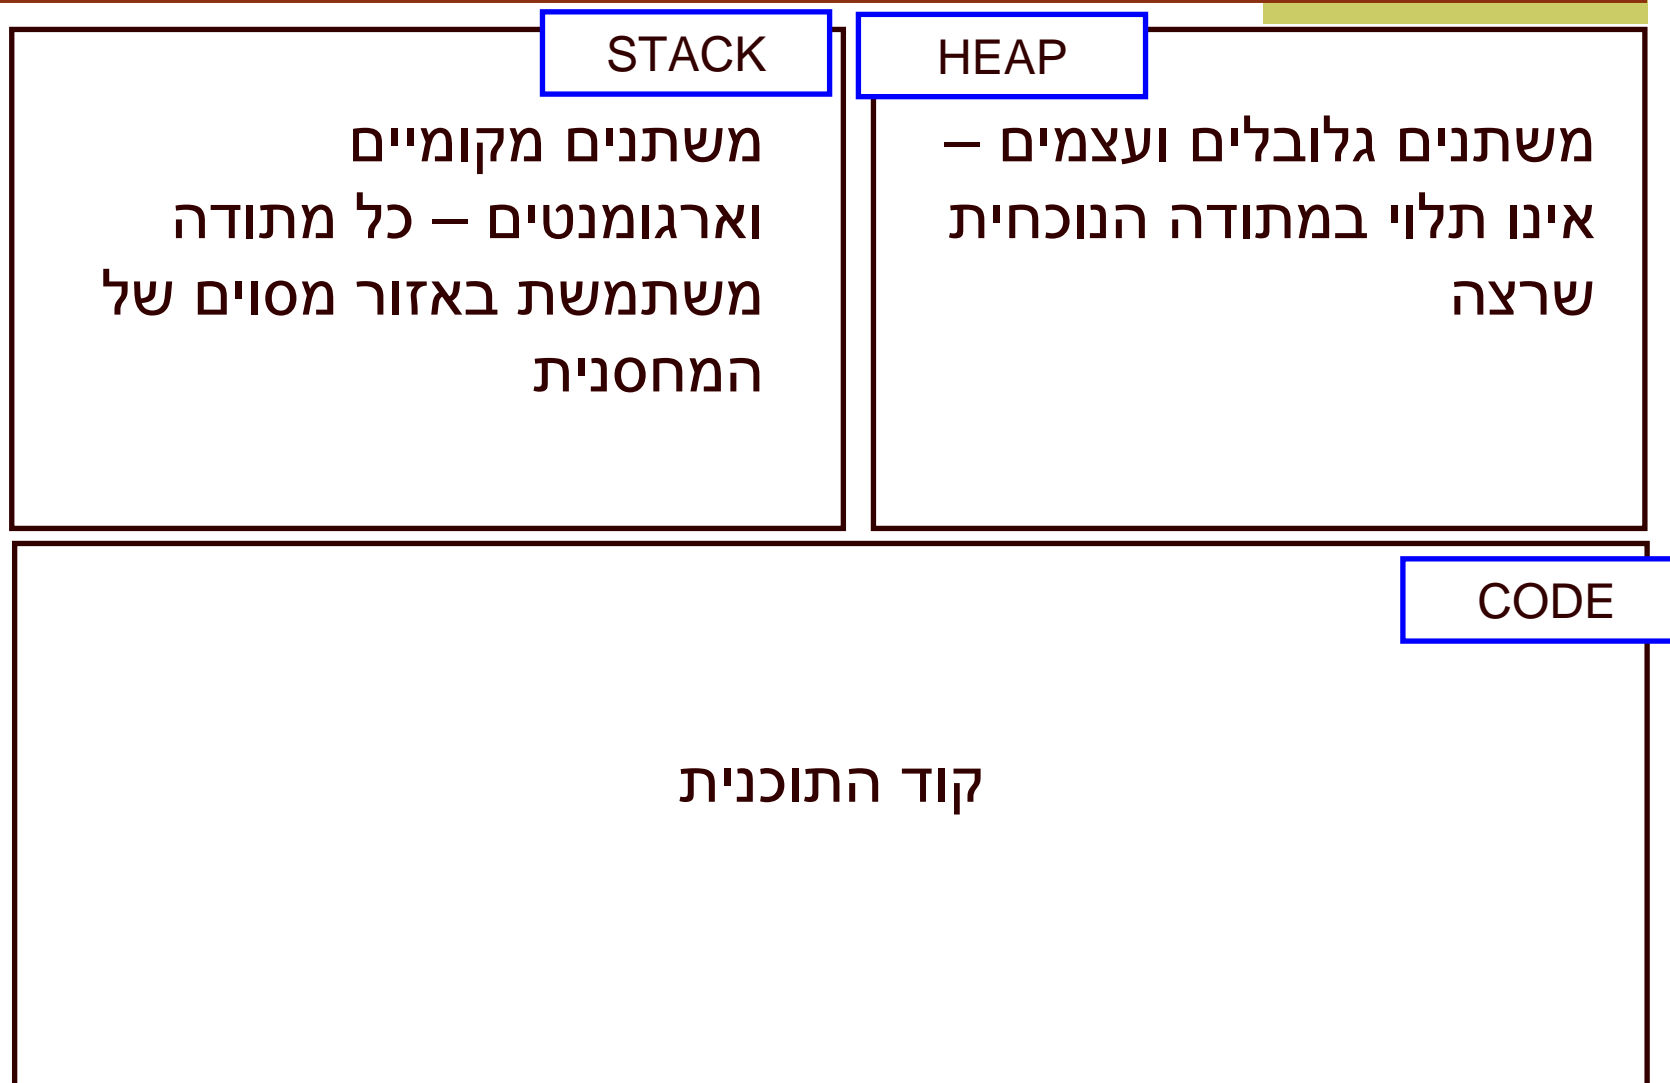 STACK
משתנים מקומיים
וארגומנטים – כל מתודה
משתמשת באזור מסוים של
המחסנית
HEAP
משתנים גלובלים ועצמים –
אינו תלוי במתודה הנוכחית
שרצה
CODE
קוד התוכנית